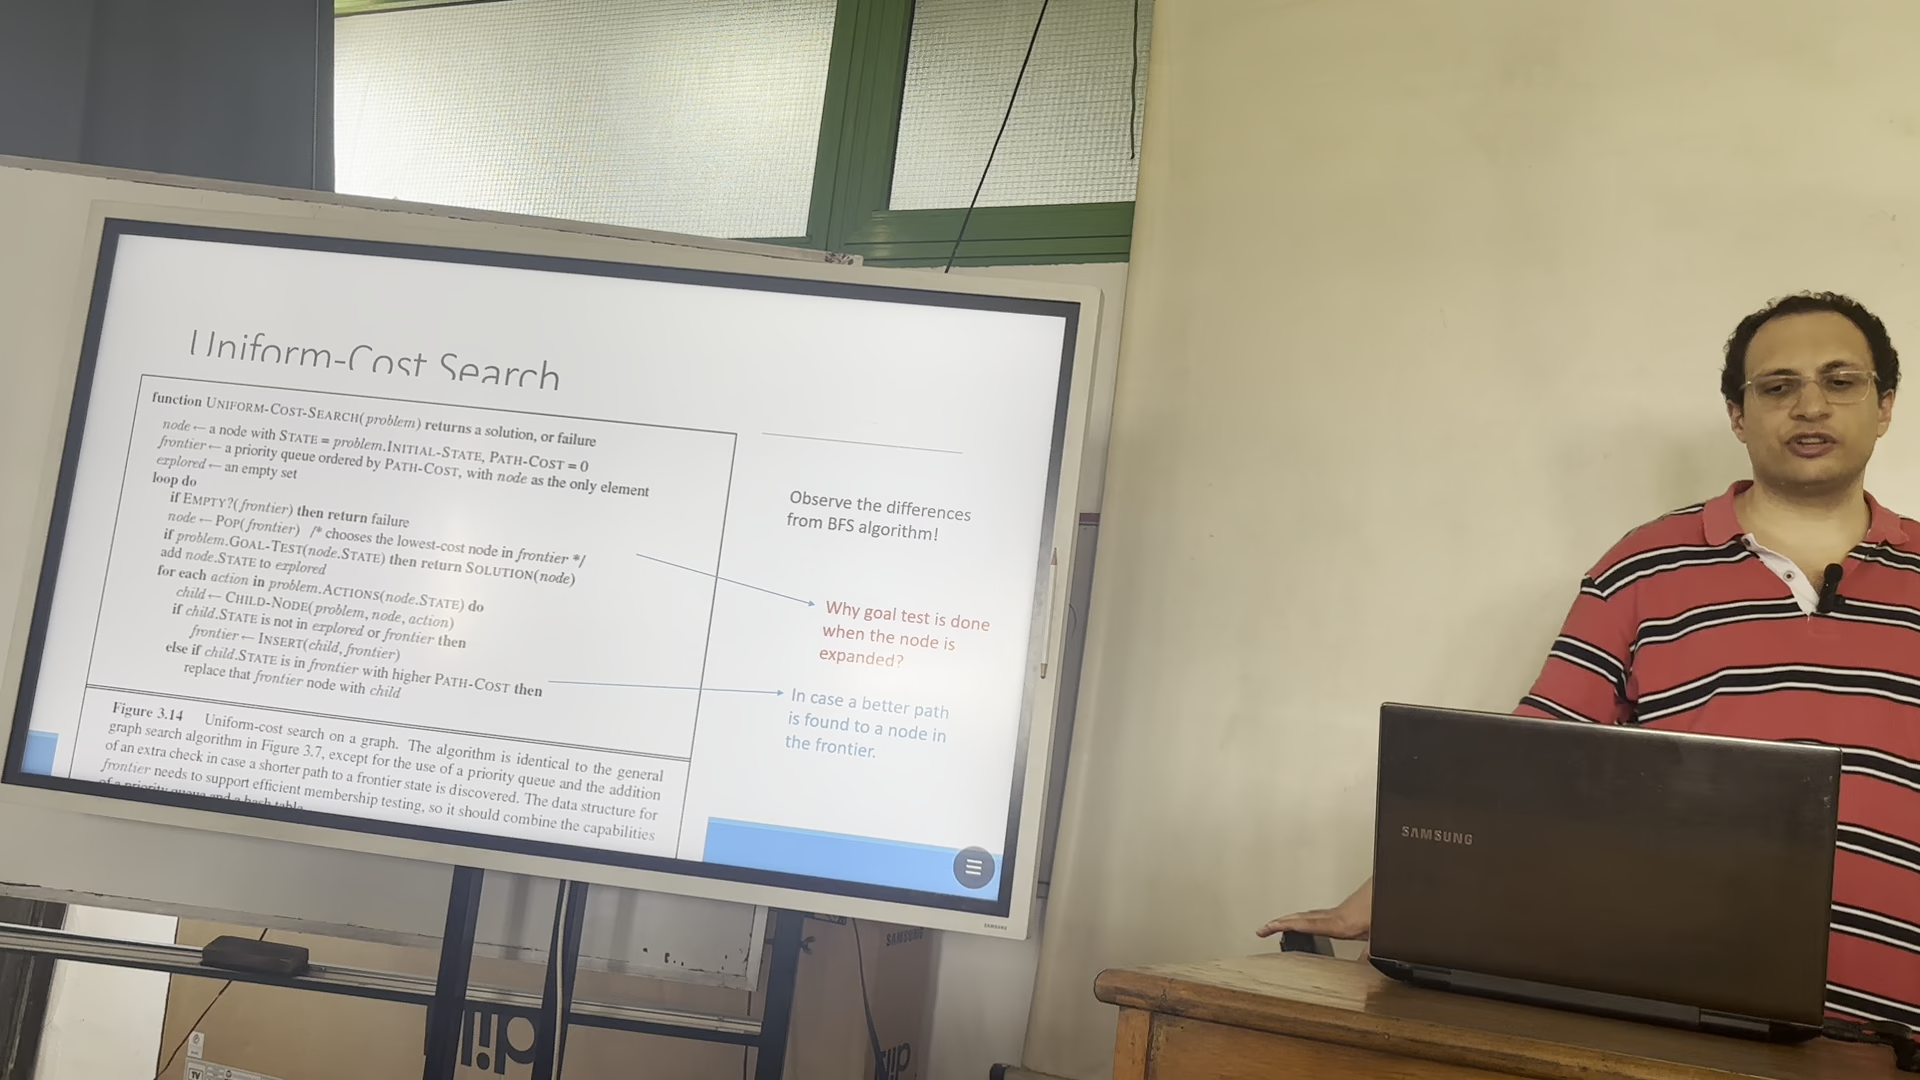 Uniform-Cost Search
function UNIFORM-COST-SEARCH(problem) returns a solution, or failure
node ← a node with STATE = problem.INITIAL-STATE, PATH-COST = 0
frontier ← a priority queue ordered by PATH-COST, with node as the only element
explored ← an empty set
loop do
if EMPTY?(frontier) then return failure
node ← POP(frontier) /* chooses the lowest-cost node in frontier */
if problem.GOAL-TEST(node.STATE) then return SOLUTION(node)
add node.STATE to explored
for each action in problem.ACTIONS(node.STATE) do
child ← CHILD-NODE(problem, node, action)
if child.STATE is not in explored or frontier then
frontier ← INSERT(child, frontier)
else if child.STATE is in frontier with higher PATH-COST then
replace that frontier node with child
Figure 3.14 Uniform-cost search on a graph. The algorithm is identical to the general
graph search algorithm in Figure 3.7, except for the use of a priority queue and the addition
of an extra check in case a shorter path to a frontier state is discovered. The data structure for
frontier needs to support efficient membership testing, so it should combine the capabilities
of a priority queue and a hash table.
Observe the differences
from BFS algorithm!
Why goal test is done
when the node is
expanded?
In case a better path
is found to a node in
the frontier.
SAMSUNG
SAMSUNG
SAMSUNG
TV